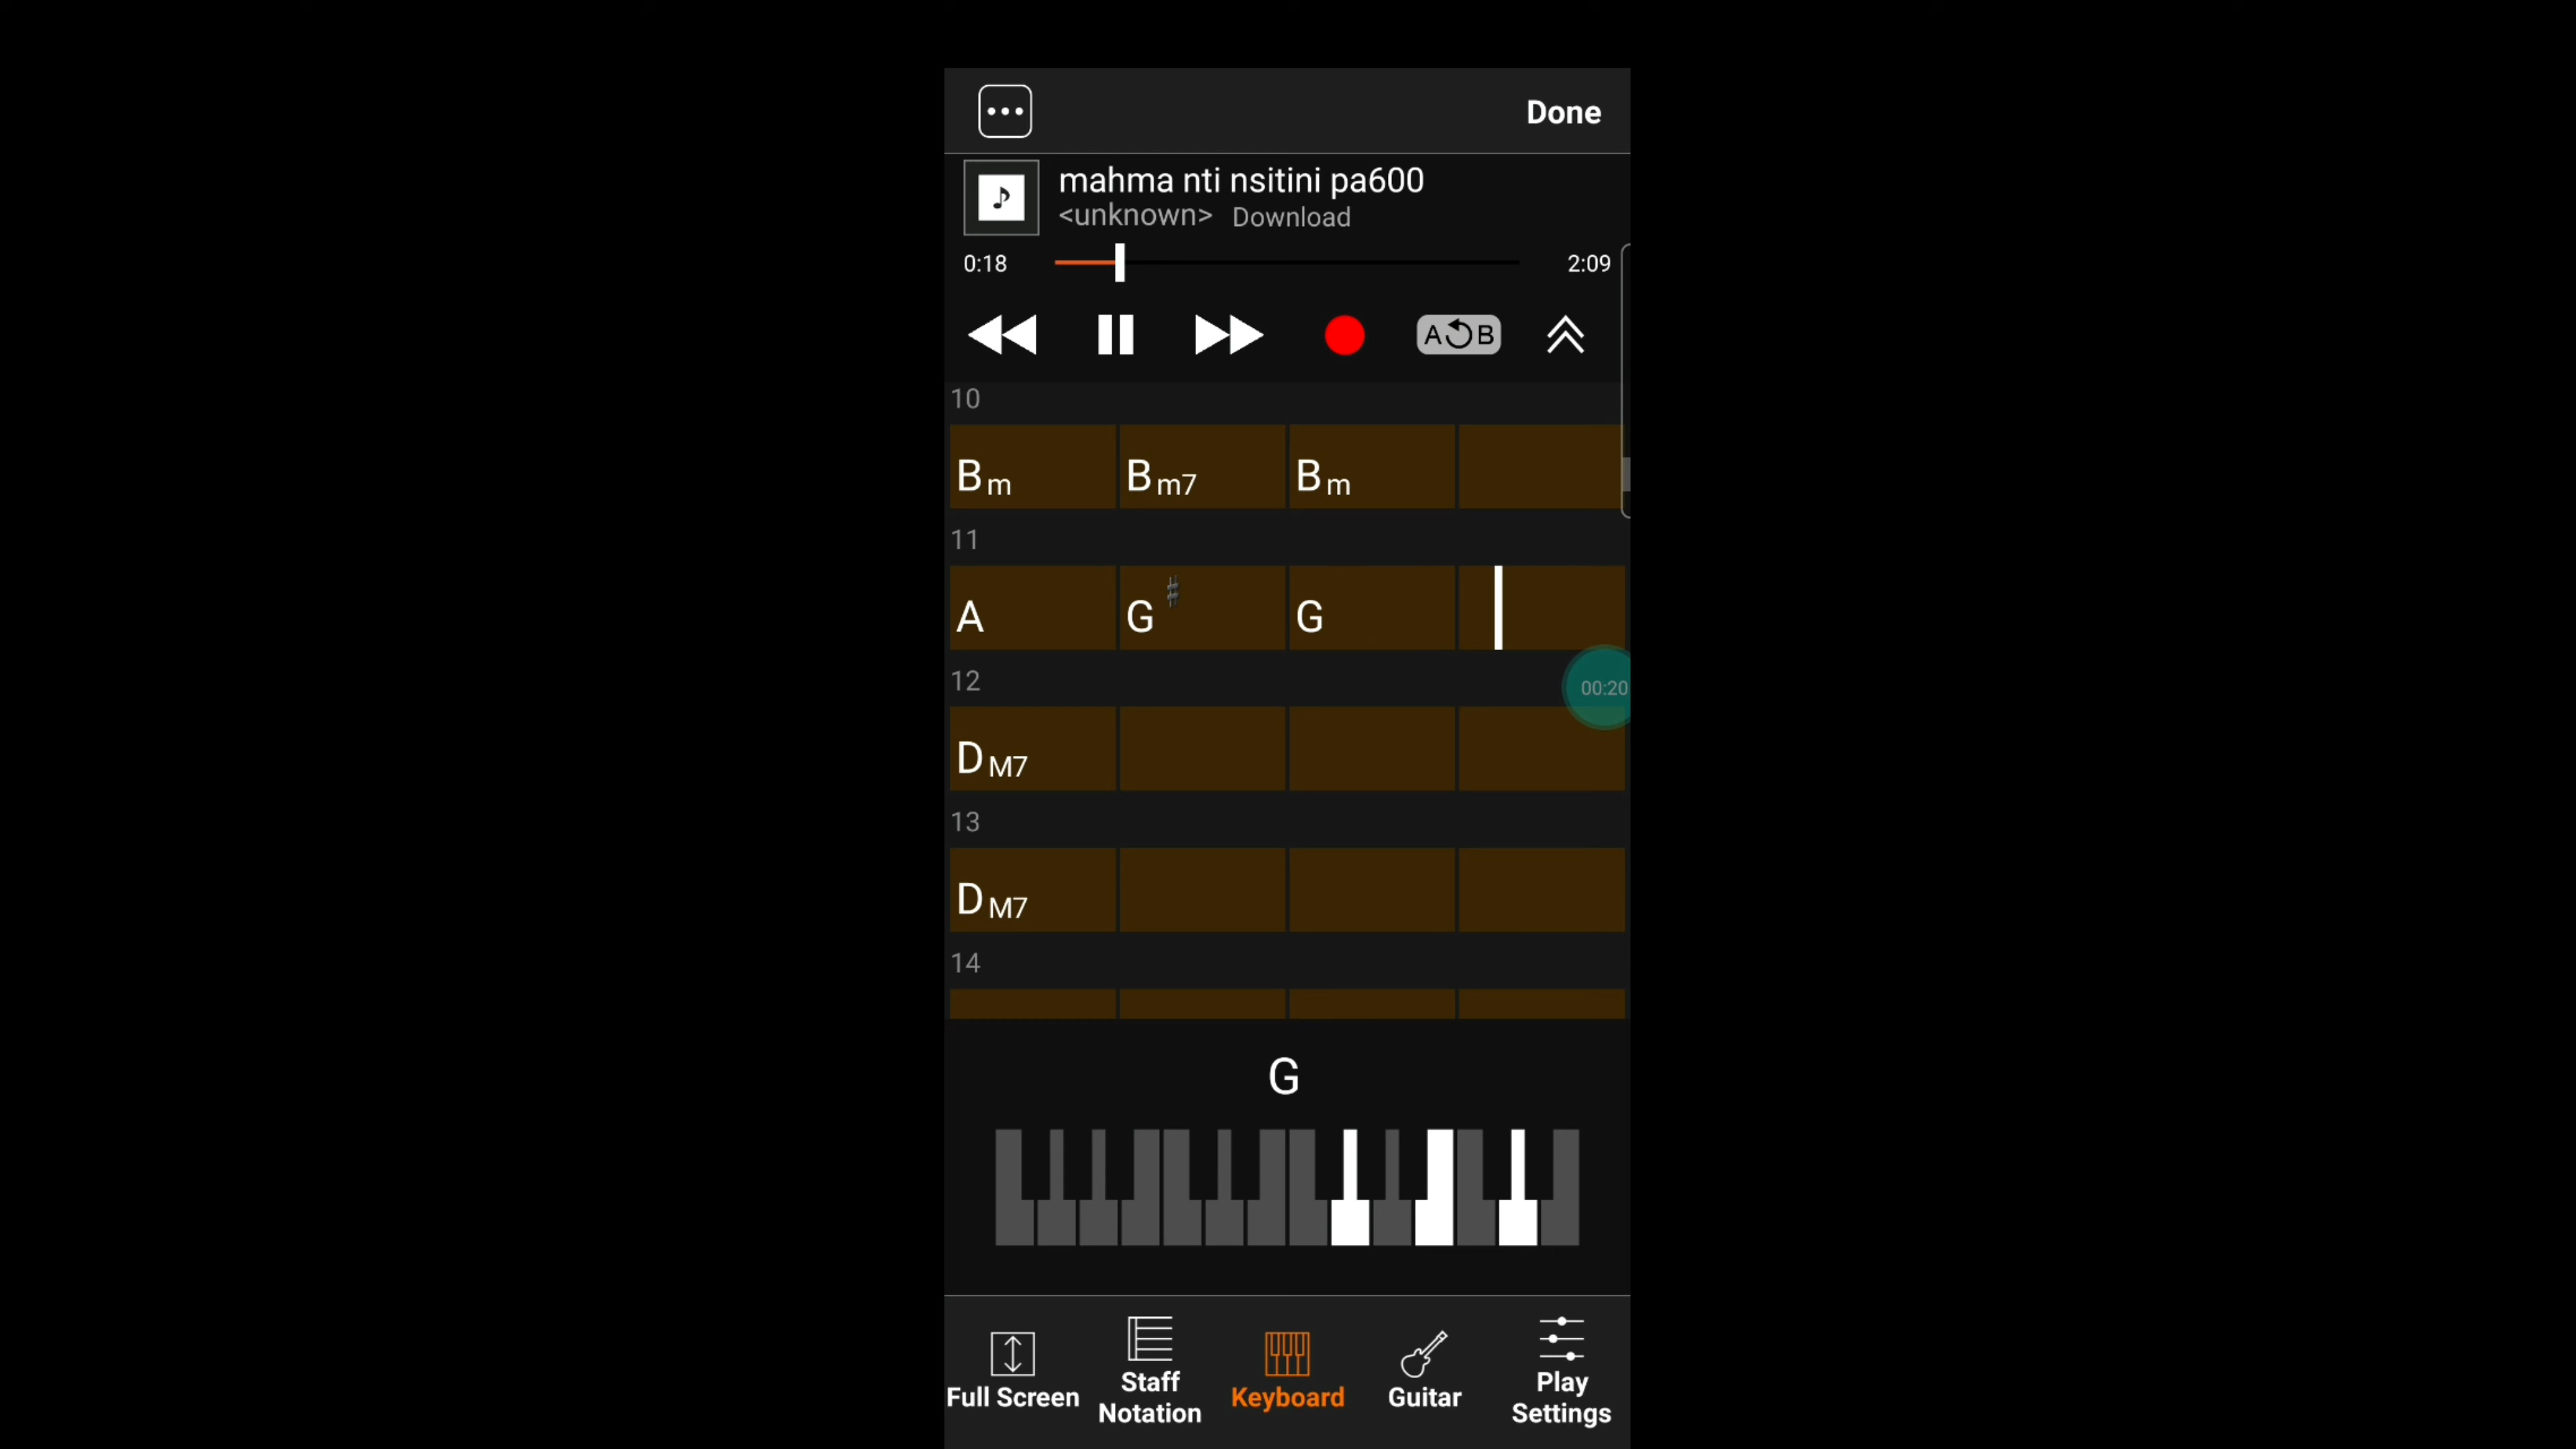 Done
mahma nti nsitini pa600
<unknown> Download
0:18 2:09
A B
10
Bm Bm7 Bm
11
A G♯ G
00:20
12
DM7
13
DM7
14
G
Full Screen
Staff Notation
Keyboard
Guitar
Play Settings